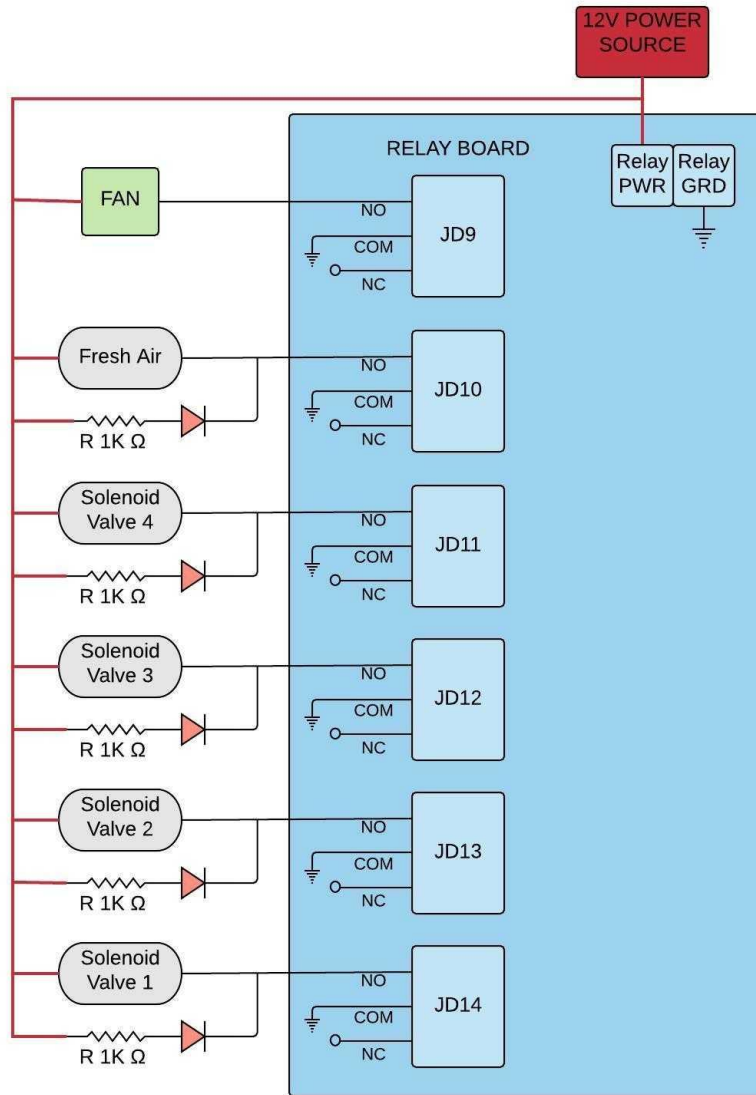 12V POWER
SOURCE
RELAY BOARD
Relay
PWR
Relay
GRD
FAN
NO
COM
NC
JD9
Fresh Air
R 1K Ω
NO
COM
NC
JD10
Solenoid
Valve 4
R 1K Ω
NO
COM
NC
JD11
Solenoid
Valve 3
R 1K Ω
NO
COM
NC
JD12
Solenoid
Valve 2
R 1K Ω
NO
COM
NC
JD13
Solenoid
Valve 1
R 1K Ω
NO
COM
NC
JD14